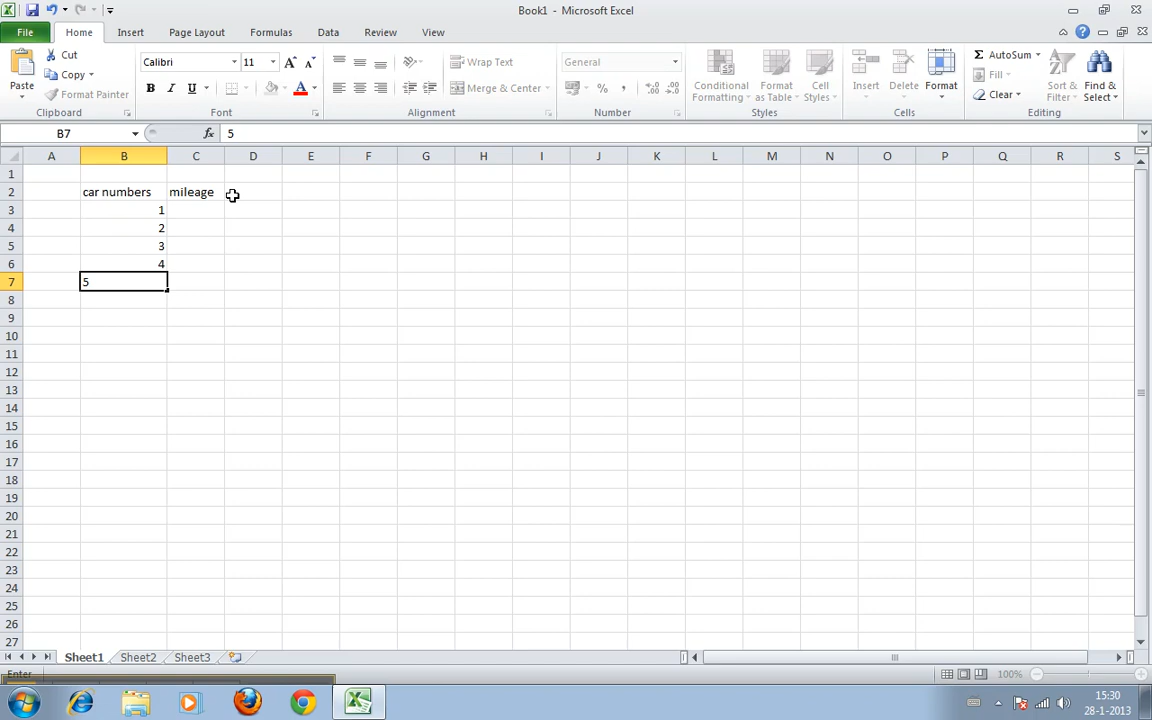 Book1 - Microsoft Excel
File Home Insert Page Layout Formulas Data Review View
Cut
Copy
Format Painter
Paste
Calibri 11
B I U A
Wrap Text
Merge & Center
General
%
Conditional Formatting
Format as Table
Cell Styles
Insert Delete Format
Σ AutoSum
Fill
Clear
Sort & Filter
Find & Select
Clipboard Font Alignment Number Styles Cells Editing
B7 fx 5
A B C D E F G H I J K L M N O P Q R S
1
2 car numbers mileage
3 1
4 2
5 3
6 4
7 5
8
9
10
11
12
13
14
15
16
17
18
19
20
21
22
23
24
25
26
27
Sheet1 Sheet2 Sheet3
Enter 100%
15:30
28-1-2013